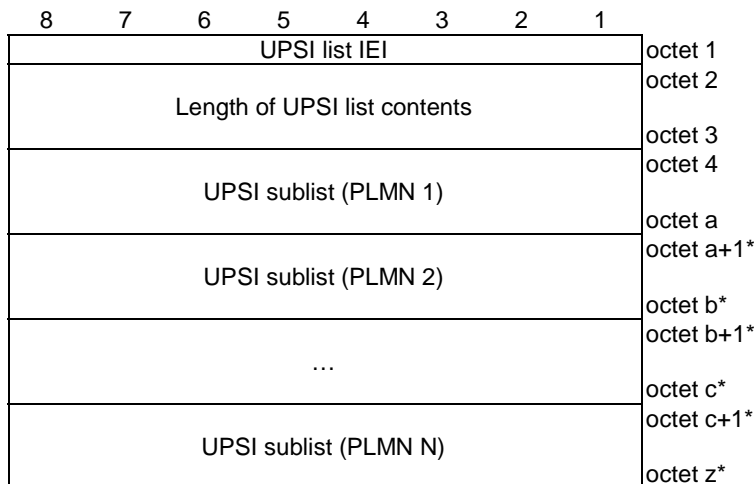 8 7 6 5 4 3 2 1
UPSI list IEI octet 1
octet 2
Length of UPSI list contents
octet 3
octet 4
UPSI sublist (PLMN 1)
octet a
octet a+1*
UPSI sublist (PLMN 2)
octet b*
octet b+1*
…
octet c*
octet c+1*
UPSI sublist (PLMN N)
octet z*